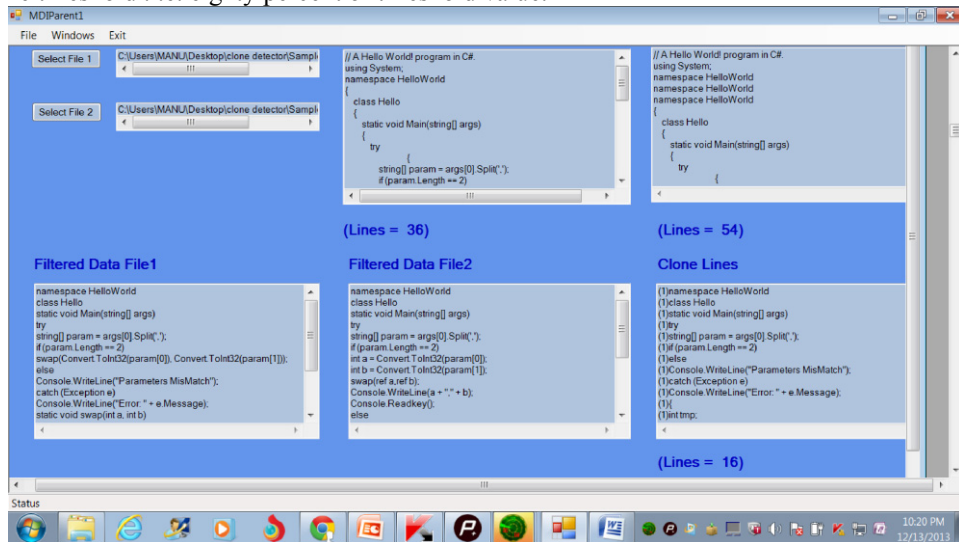 MDIParent1
File Windows Exit
Select File 1
C:\Users\MANU\Desktop\clone detector\Sampl
Select File 2
C:\Users\MANU\Desktop\clone detector\Sampl
// A Hello World! program in C#.
using System;
namespace HelloWorld
{
class Hello
{
static void Main(string[] args)
{
try
{
string[] param = args[0].Split(',');
if (param.Length == 2)
(Lines = 36)
// A Hello World! program in C#.
using System;
namespace HelloWorld
namespace HelloWorld
namespace HelloWorld
{
class Hello
{
static void Main(string[] args)
{
try
{
(Lines = 54)
Filtered Data File1
namespace HelloWorld
class Hello
static void Main(string[] args)
try
string[] param = args[0].Split(',');
if (param.Length == 2)
swap(Convert.ToInt32(param[0]), Convert.ToInt32(param[1]));
else
Console.WriteLine("Parameters MisMatch");
catch (Exception e)
Console.WriteLine("Error: " + e.Message);
static void swap(int a, int b)
Filtered Data File2
namespace HelloWorld
class Hello
static void Main(string[] args)
try
string[] param = args[0].Split(',');
if (param.Length == 2)
int a = Convert.ToInt32(param[0]);
int b = Convert.ToInt32(param[1]);
swap(ref a,ref b);
Console.WriteLine(a + "," + b);
Console.Readkey();
else
Clone Lines
(1)namespace HelloWorld
(1)class Hello
(1)static void Main(string[] args)
(1)try
(1)string[] param = args[0].Split(',');
(1)if (param.Length == 2)
(1)else
(1)Console.WriteLine("Parameters MisMatch");
(1)catch (Exception e)
(1)Console.WriteLine("Error: " + e.Message);
(1){
(1)int tmp;
(Lines = 16)
Status
10:20 PM
12/13/2013